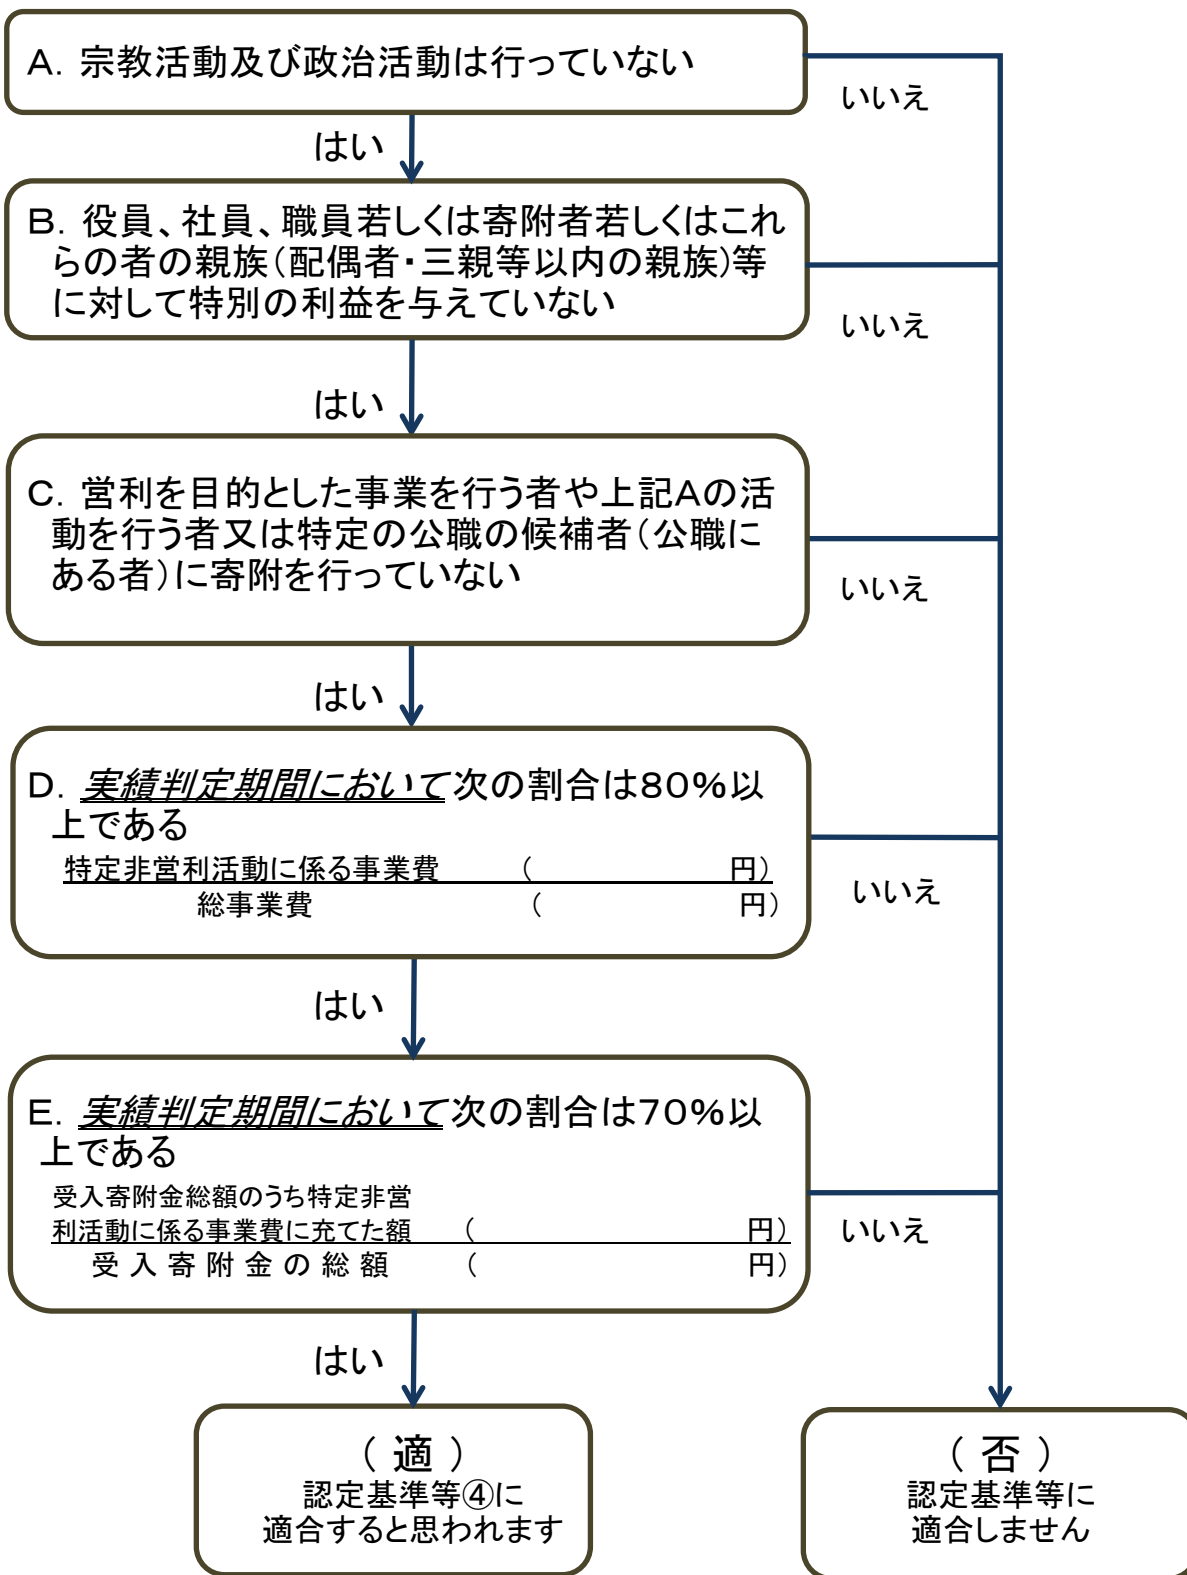 A．宗教活動及び政治活動は行っていない
いいえ
はい
B．役員、社員、職員若しくは寄附者若しくはこれ
らの者の親族（配偶者・三親等以内の親族）等
に対して特別の利益を与えていない
いいえ
はい
C．営利を目的とした事業を行う者や上記Aの活
動を行う者又は特定の公職の候補者（公職に
ある者）に寄附を行っていない
いいえ
はい
D．実績判定期間において次の割合は80％以
上である
特定非営利活動に係る事業費　（　　　　円）
総事業費　（　　　　円）
いいえ
はい
E．実績判定期間において次の割合は70％以
上である
受入寄附金総額のうち特定非営
利活動に係る事業費に充てた額　（　　　　円）
受入寄附金の総額　（　　　　円）
いいえ
はい
（適）
認定基準等④に
適合すると思われます
（否）
認定基準等に
適合しません